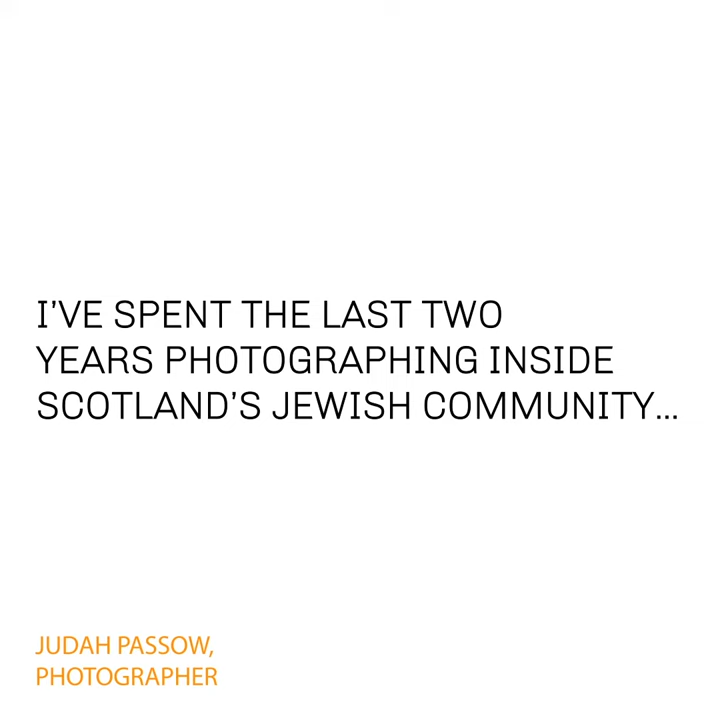 I’VE SPENT THE LAST TWO
YEARS PHOTOGRAPHING INSIDE
SCOTLAND’S JEWISH COMMUNITY...
JUDAH PASSOW,
PHOTOGRAPHER